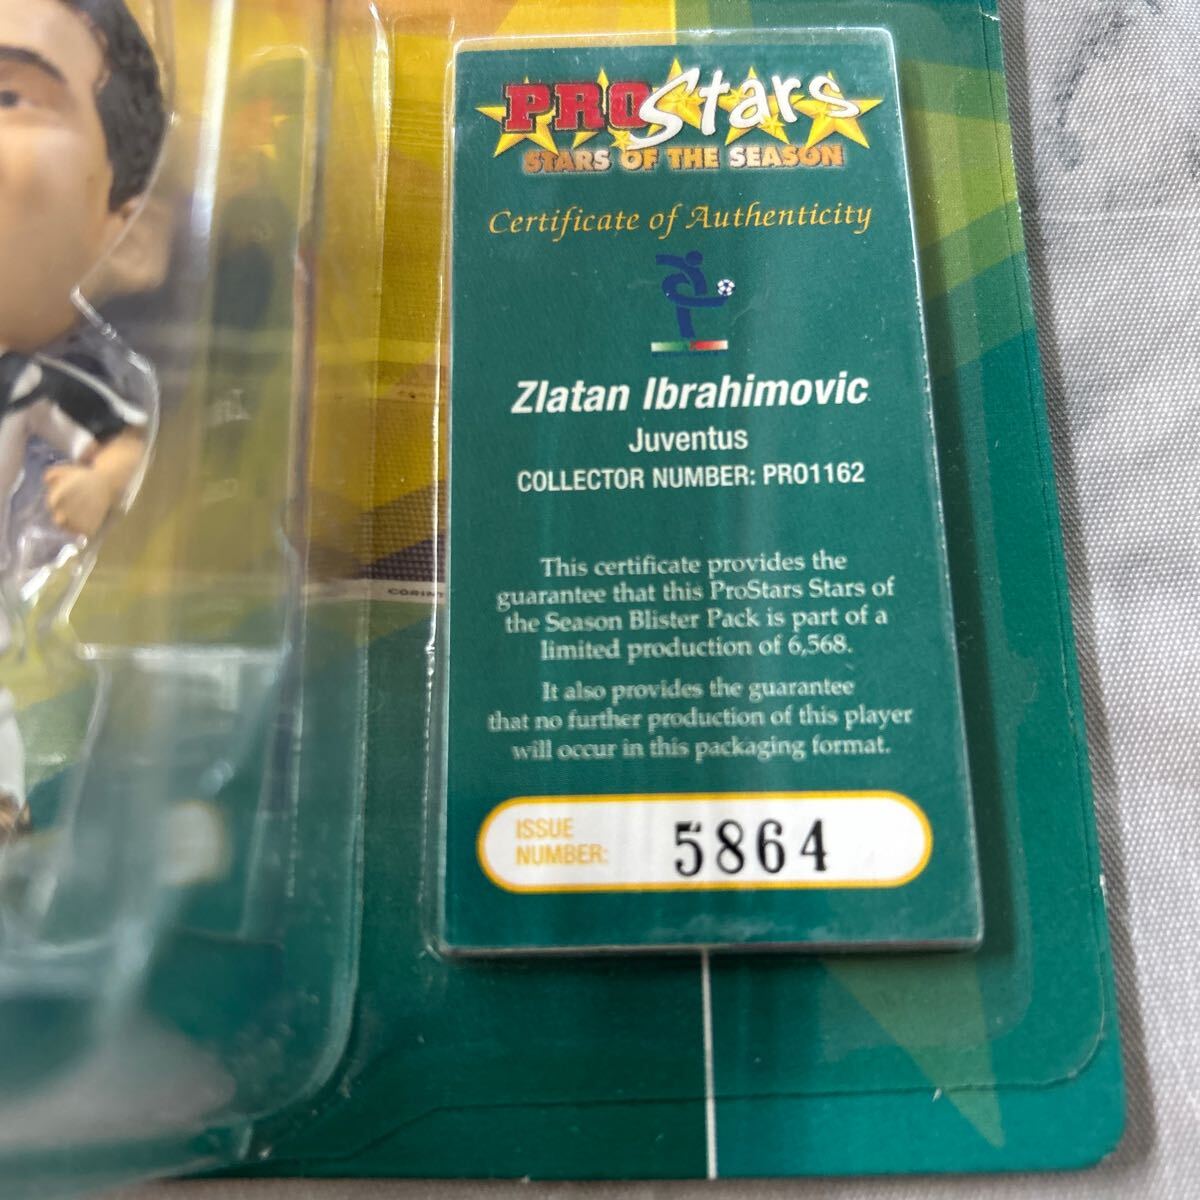 PRO Stars
STARS OF THE SEASON
Certificate of Authenticity
Zlatan Ibrahimovic
Juventus
COLLECTOR NUMBER: PRO1162
This certificate provides the
guarantee that this ProStars Stars of
the Season Blister Pack is part of a
limited production of 6,568.
It also provides the guarantee
that no further production of this player
will occur in this packaging format.
ISSUE
NUMBER:
5864